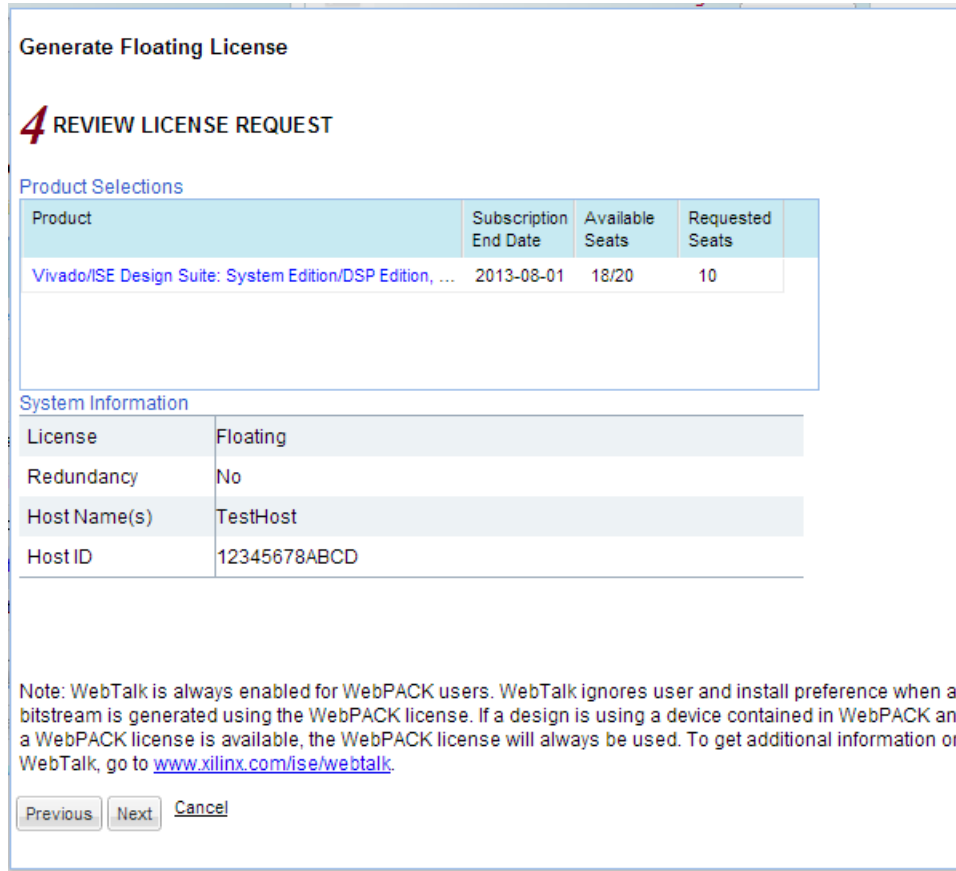 Generate Floating License
4 REVIEW LICENSE REQUEST
Product Selections
Product Subscription End Date Available Seats Requested Seats
Vivado/ISE Design Suite: System Edition/DSP Edition, ... 2013-08-01 18/20 10
System Information
License Floating
Redundancy No
Host Name(s) TestHost
Host ID 12345678ABCD
Note: WebTalk is always enabled for WebPACK users. WebTalk ignores user and install preference when a
bitstream is generated using the WebPACK license. If a design is using a device contained in WebPACK an
a WebPACK license is available, the WebPACK license will always be used. To get additional information or
WebTalk, go to www.xilinx.com/ise/webtalk.
Previous Next Cancel